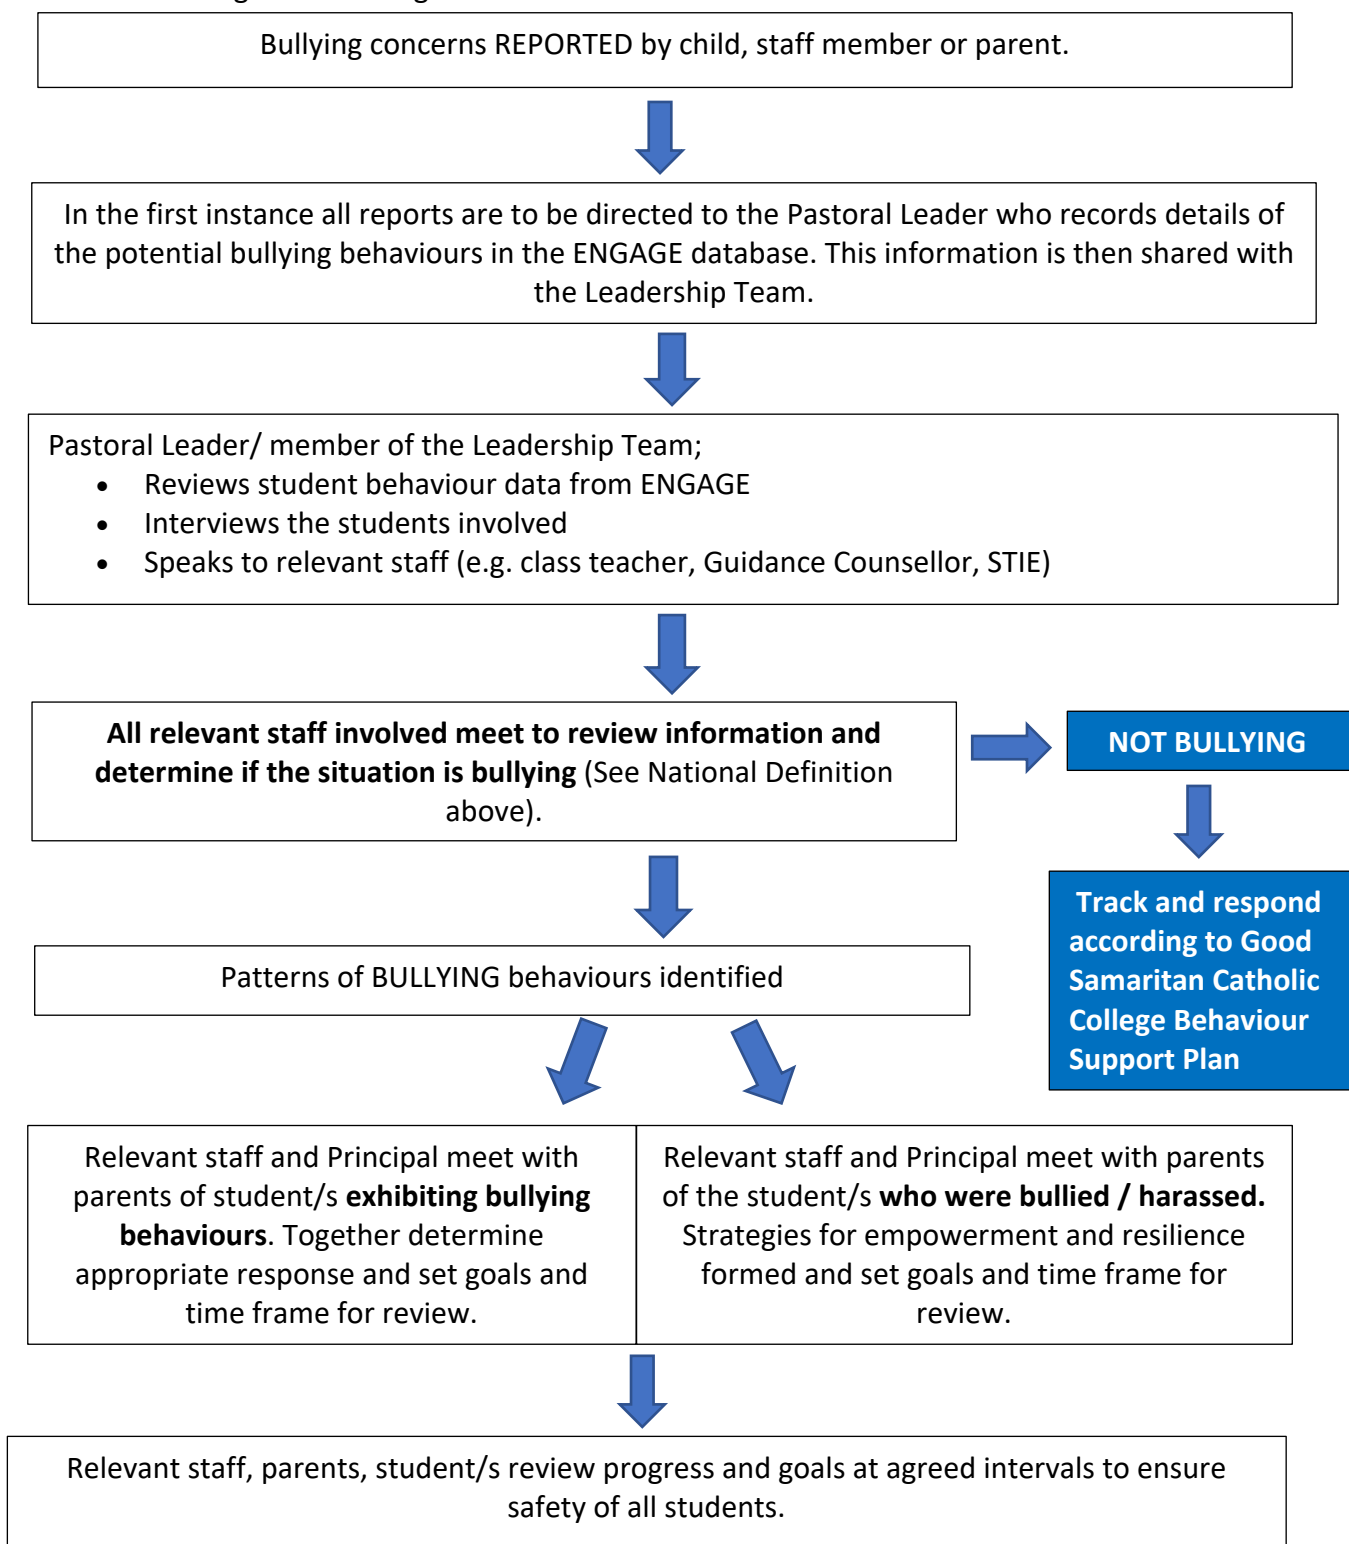 Bullying concerns REPORTED by child, staff member or parent.
In the first instance all reports are to be directed to the Pastoral Leader who records details of
the potential bullying behaviours in the ENGAGE database. This information is then shared with
the Leadership Team.
Pastoral Leader/ member of the Leadership Team;
• Reviews student behaviour data from ENGAGE
• Interviews the students involved
• Speaks to relevant staff (e.g. class teacher, Guidance Counsellor, STIE)
All relevant staff involved meet to review information and
determine if the situation is bullying (See National Definition
above).
NOT BULLYING
Track and respond
according to Good
Samaritan Catholic
College Behaviour
Support Plan
Patterns of BULLYING behaviours identified
Relevant staff and Principal meet with
parents of student/s exhibiting bullying
behaviours. Together determine
appropriate response and set goals and
time frame for review.
Relevant staff and Principal meet with parents
of the student/s who were bullied / harassed.
Strategies for empowerment and resilience
formed and set goals and time frame for
review.
Relevant staff, parents, student/s review progress and goals at agreed intervals to ensure
safety of all students.